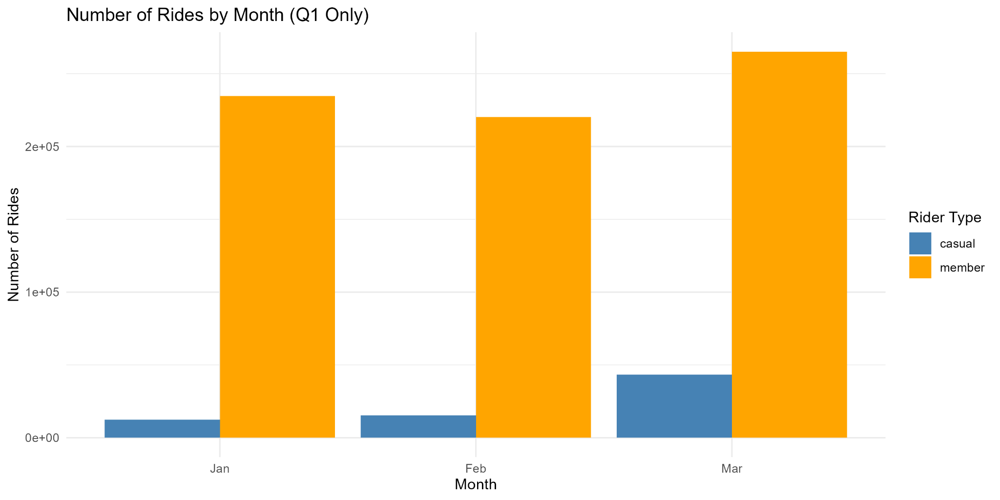 Number of Rides by Month (Q1 Only)
Number of Rides
2e+05
1e+05
0e+00
Jan
Feb
Mar
Month
Rider Type
casual
member